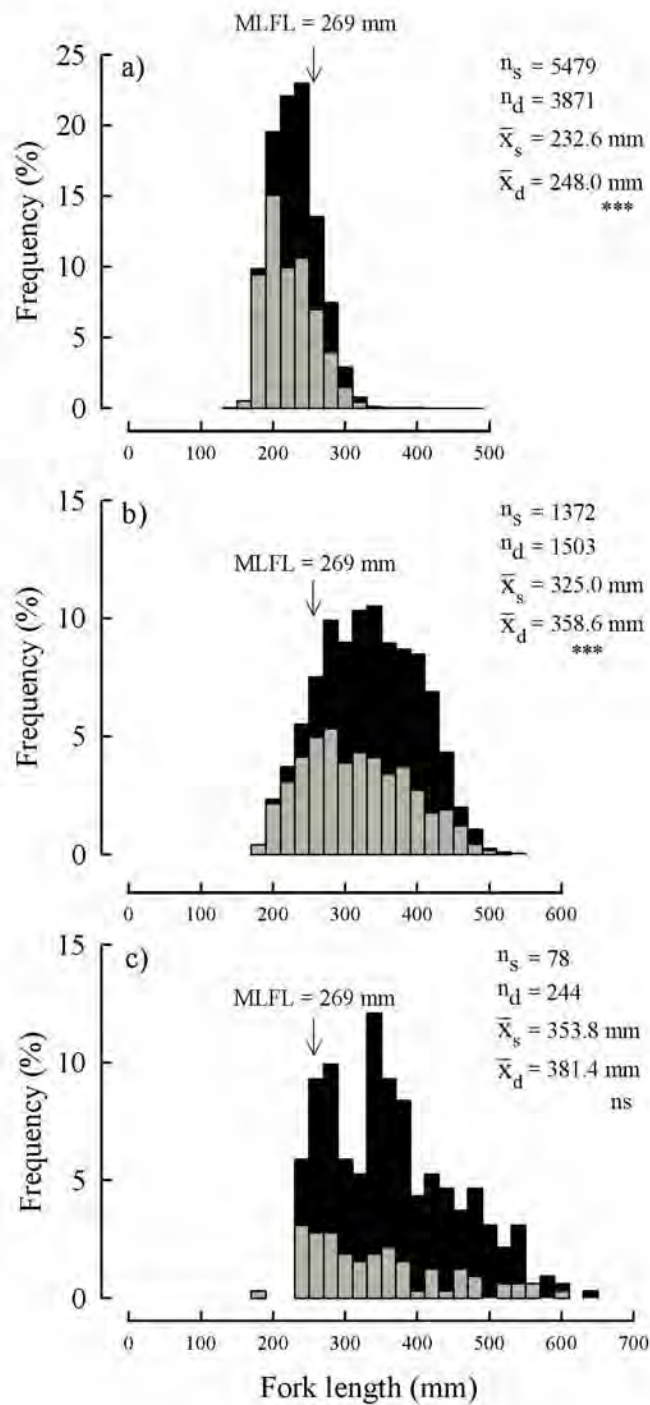 MLFL = 269 mm
a)
n_s = 5479
n_d = 3871
x̄_s = 232.6 mm
x̄_d = 248.0 mm
***
Frequency (%)
25
20
15
10
5
0
0 100 200 300 400 500
b)
MLFL = 269 mm
n_s = 1372
n_d = 1503
x̄_s = 325.0 mm
x̄_d = 358.6 mm
***
Frequency (%)
15
10
5
0
0 100 200 300 400 500 600
c)
MLFL = 269 mm
n_s = 78
n_d = 244
x̄_s = 353.8 mm
x̄_d = 381.4 mm
ns
Frequency (%)
15
10
5
0
0 100 200 300 400 500 600 700
Fork length (mm)